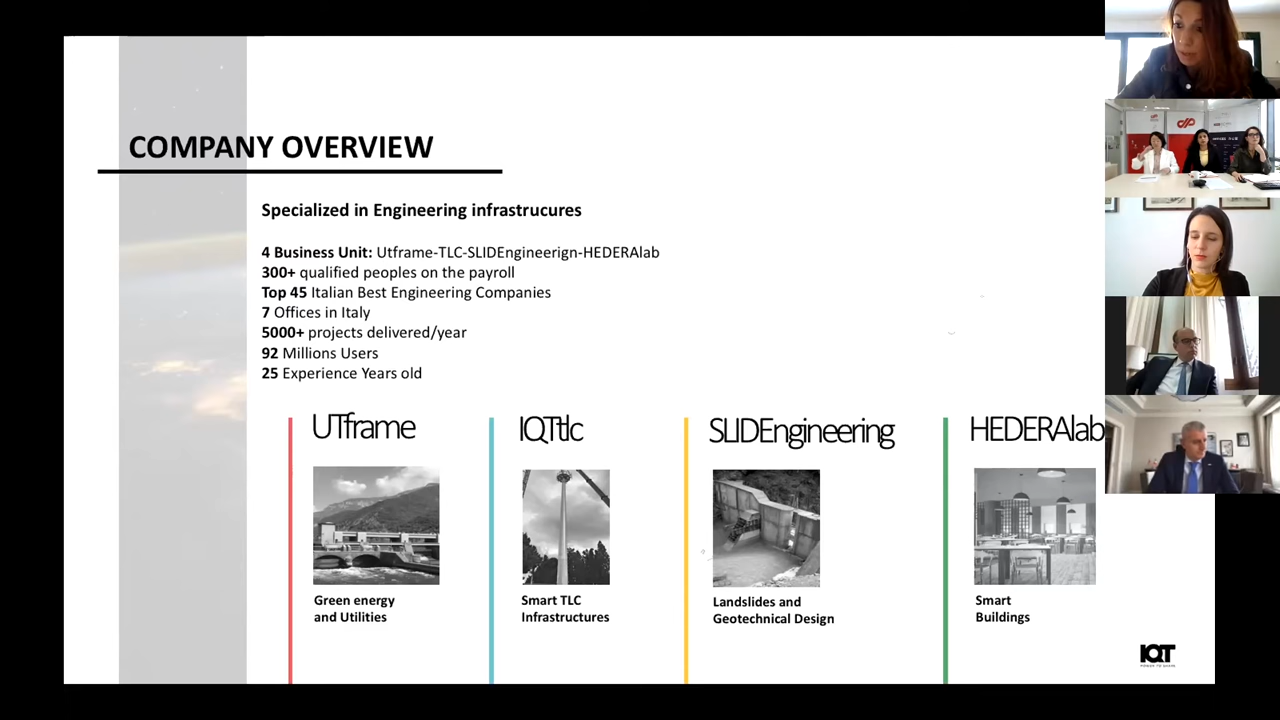 COMPANY OVERVIEW
Specialized in Engineering infrastrucures
4 Business Unit: Utframe-TLC-SLIDEngineerign-HEDERAlab
300+ qualified peoples on the payroll
Top 45 Italian Best Engineering Companies
7 Offices in Italy
5000+ projects delivered/year
92 Millions Users
25 Experience Years old
UTframe
IQTtlc
SLIDEngineering
HEDERAlab
Green energy
and Utilities
Smart TLC
Infrastructures
Landslides and
Geotechnical Design
Smart
Buildings
IQT